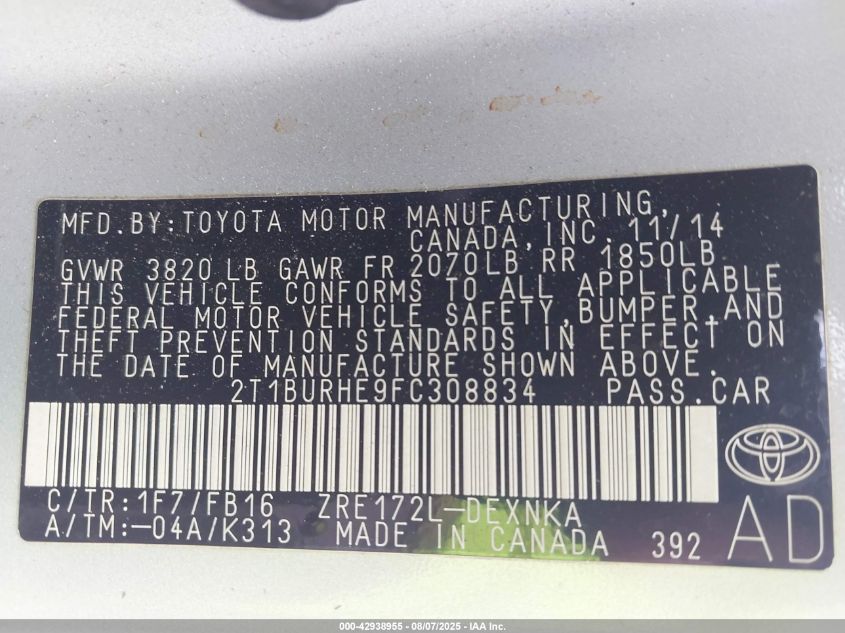 MFD.BY:TOYOTA MOTOR MANUFACTURING,
CANADA,INC. 11/14
GVWR 3820 LB GAWR FR 2070LB RR 1850LB
THIS VEHICLE CONFORMS TO ALL APPLICABLE
FEDERAL MOTOR VEHICLE SAFETY,BUMPER,AND
THEFT PREVENTION STANDARDS IN EFFECT ON
THE DATE OF MANUFACTURE SHOWN ABOVE.
2T1BURHE9FC308834 PASS.CAR
C/TR:1F7/FB16 ZRE172L-DEXNKA
A/TM:-04A/K313 MADE IN CANADA 392 AD
000-42938955 - 08/07/2025 - IAA Inc.